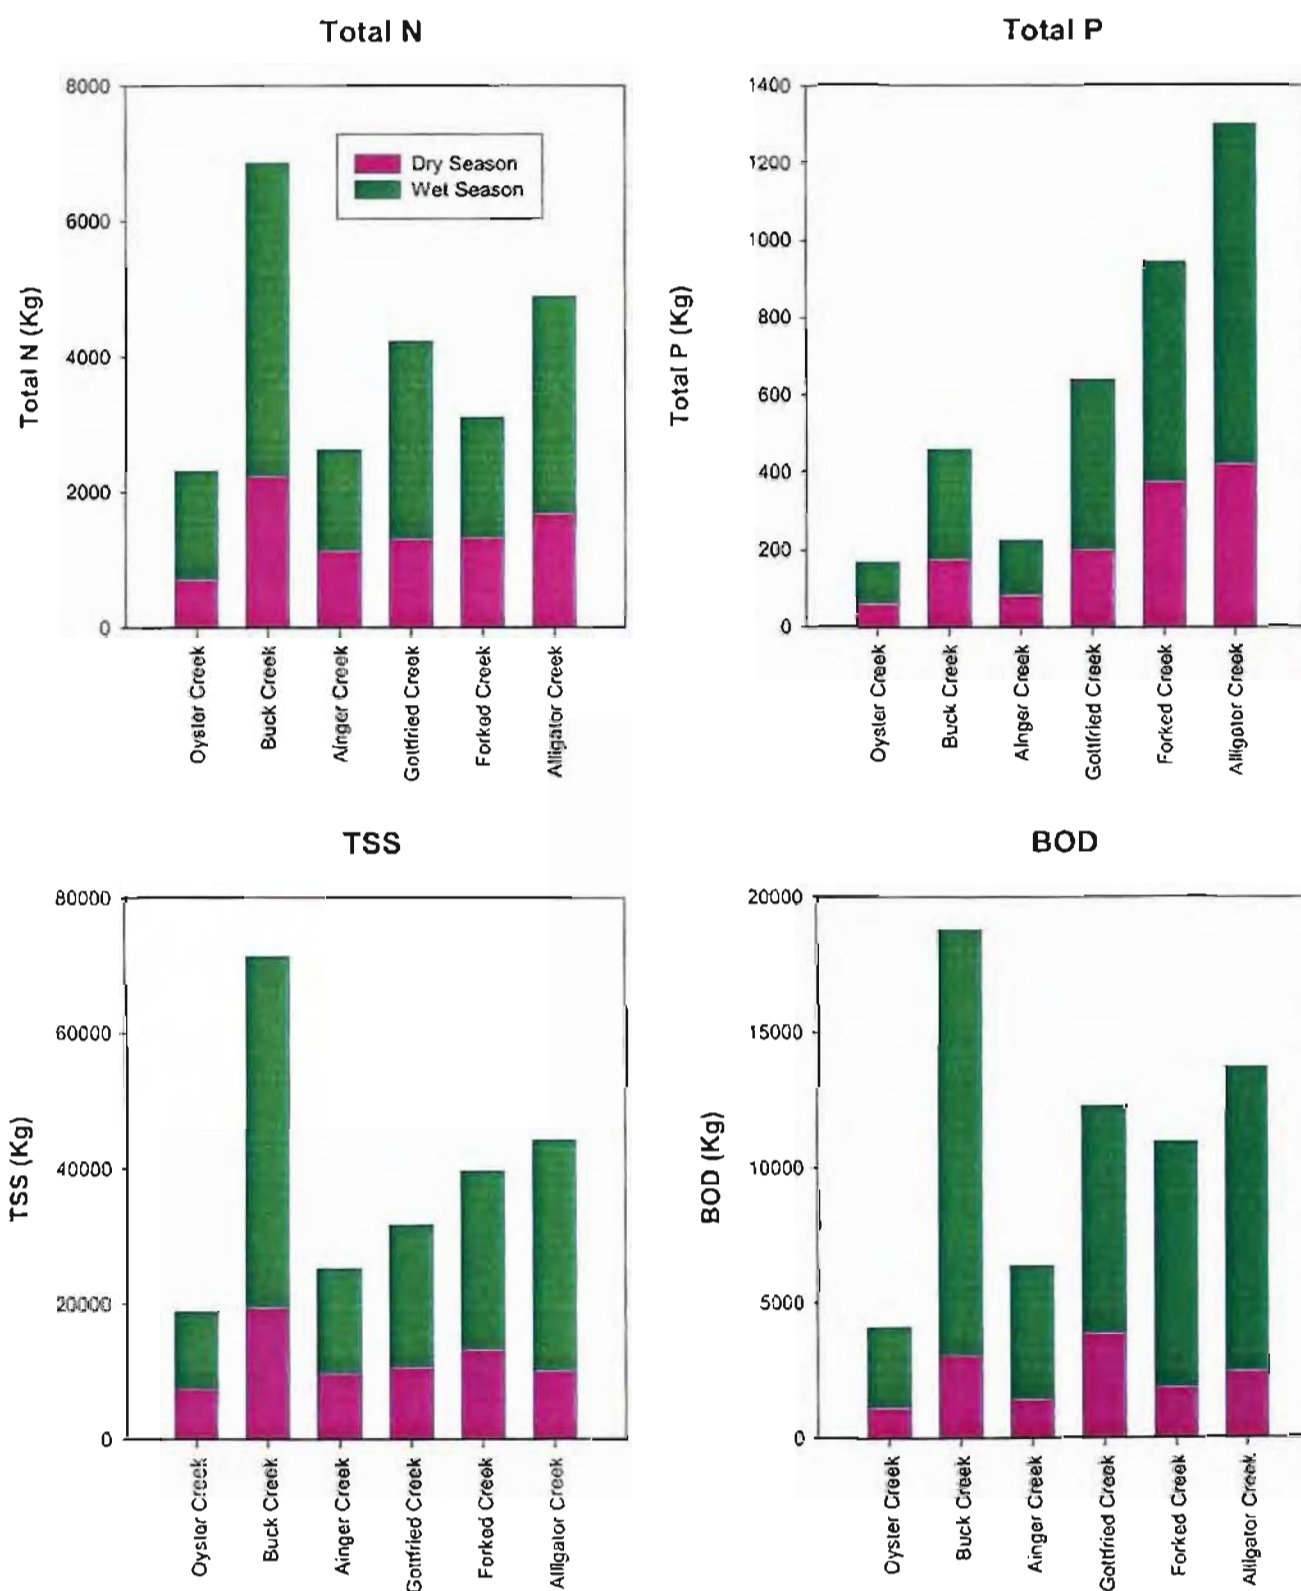 Total N
Total N (Kg)
8000
6000
4000
2000
0
Dry Season
Wet Season
Oyster Creek
Buck Creek
Ainger Creek
Gottfried Creek
Forked Creek
Alligator Creek
Total P
Total P (Kg)
1400
1200
1000
800
600
400
200
0
Oyster Creek
Buck Creek
Ainger Creek
Gottfried Creek
Forked Creek
Alligator Creek
TSS
TSS (Kg)
80000
60000
40000
20000
0
Oyster Creek
Buck Creek
Ainger Creek
Gottfried Creek
Forked Creek
Alligator Creek
BOD
BOD (Kg)
20000
15000
10000
5000
0
Oyster Creek
Buck Creek
Ainger Creek
Gottfried Creek
Forked Creek
Alligator Creek